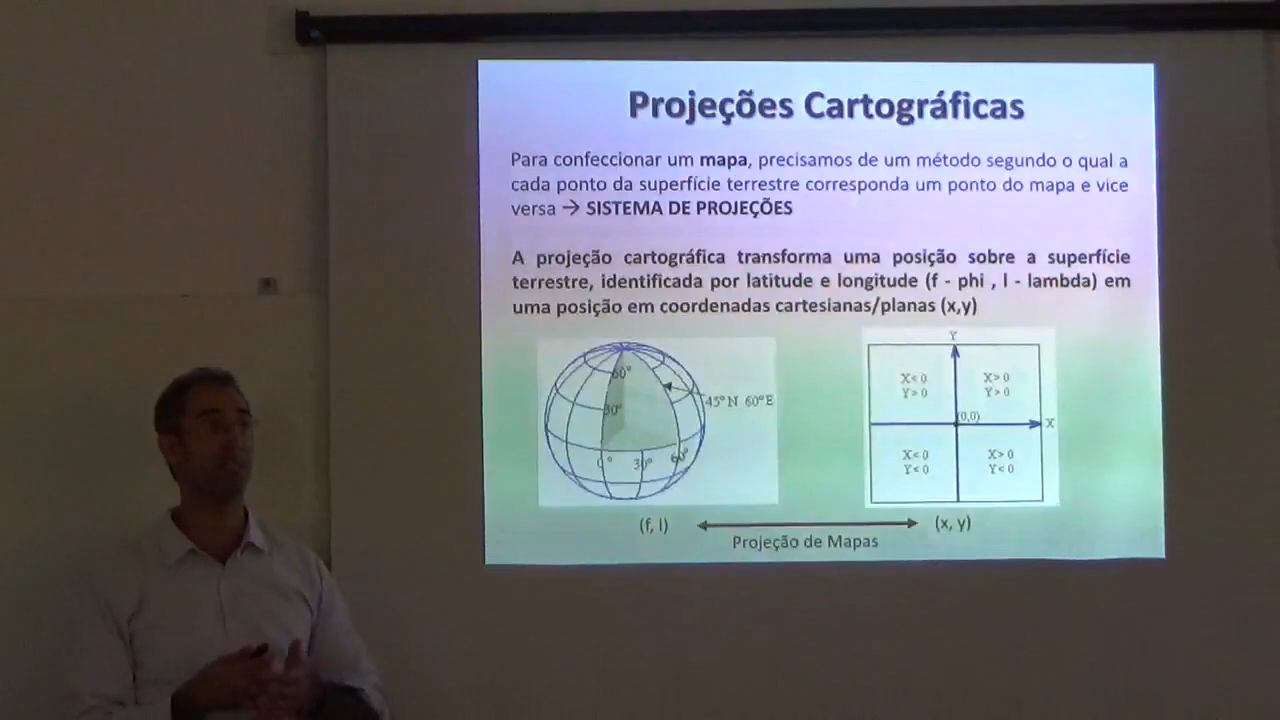 Projeções Cartográficas
Para confeccionar um mapa, precisamos de um método segundo o qual a
cada ponto da superfície terrestre corresponda um ponto do mapa e vice
versa → SISTEMA DE PROJEÇÕES
A projeção cartográfica transforma uma posição sobre a superfície
terrestre, identificada por latitude e longitude (f - phi , l - lambda) em
uma posição em coordenadas cartesianas/planas (x,y)
60°
30°
45° N 60° E
0° 30° 60°
Y
X < 0 X > 0
Y > 0 Y > 0
(0,0)
X
X < 0 X > 0
Y < 0 Y < 0
(f, l) (x, y)
Projeção de Mapas